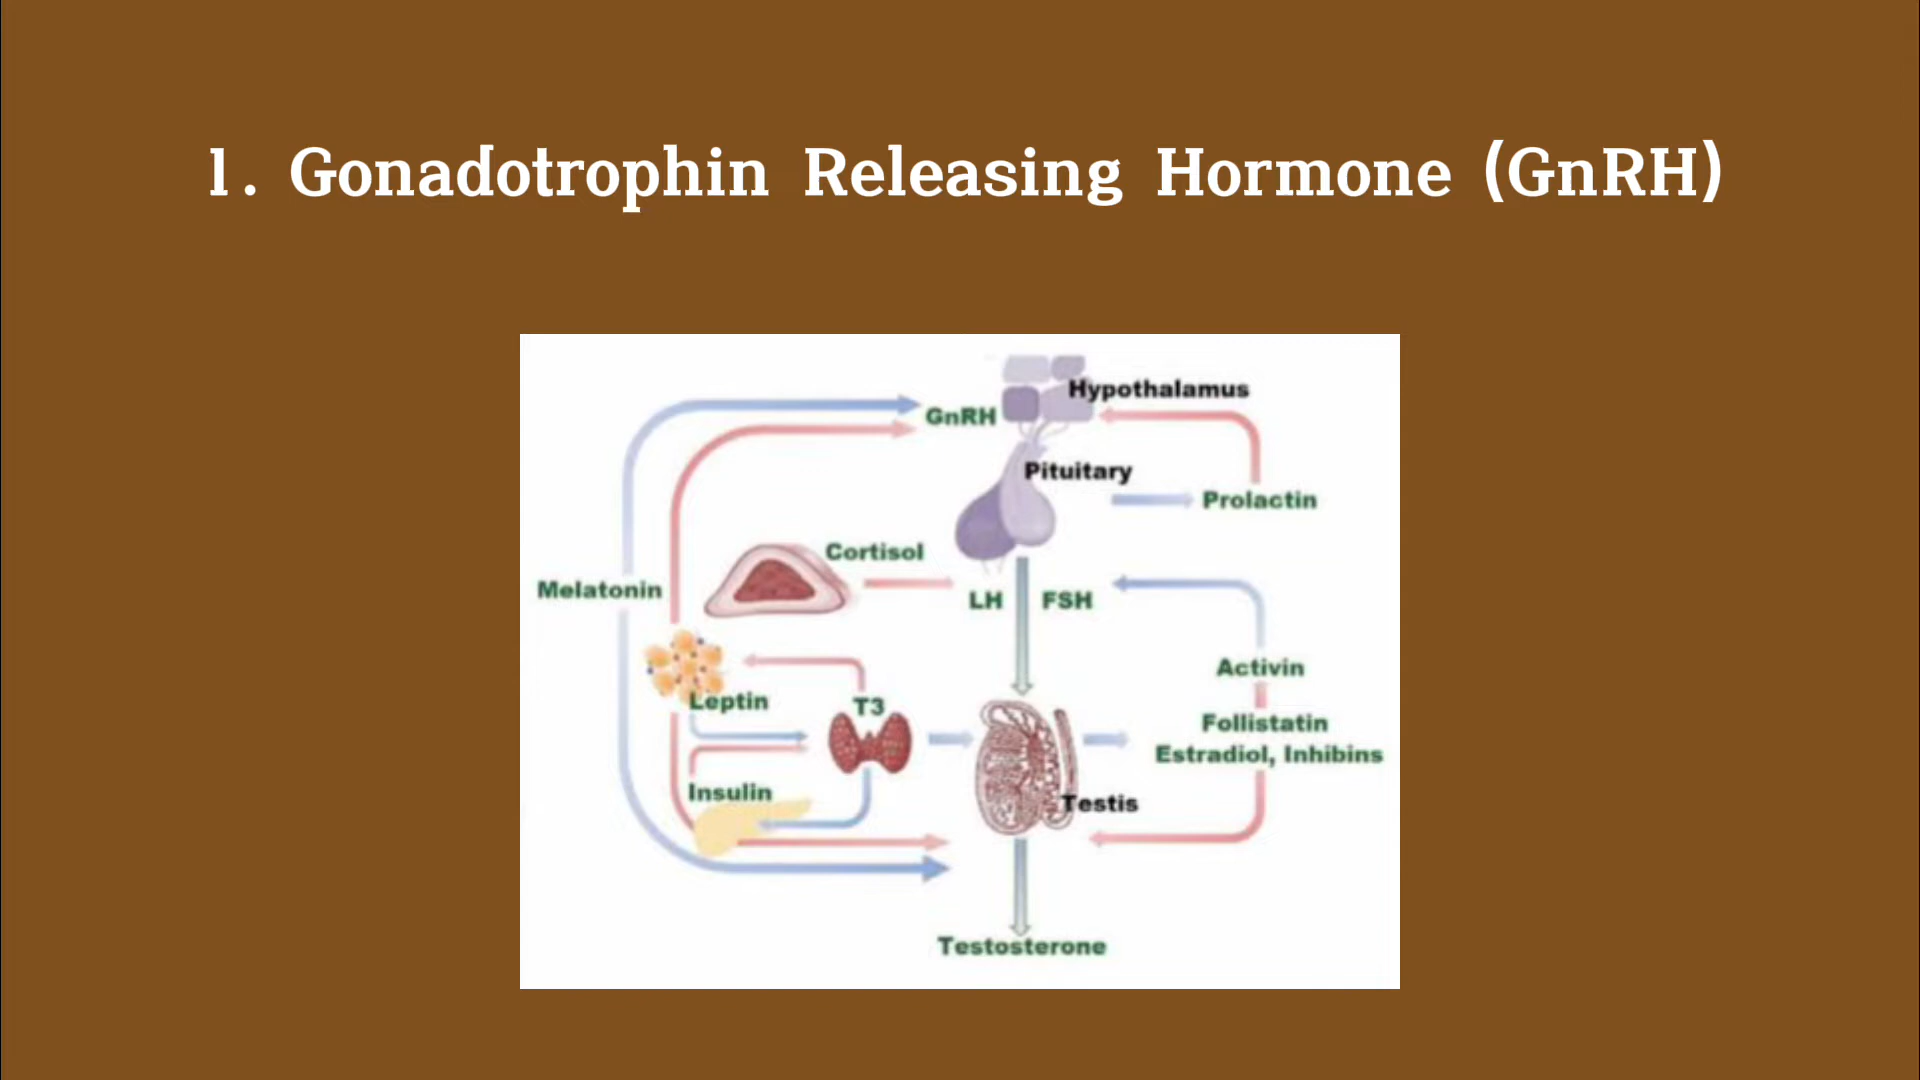 1. Gonadotrophin Releasing Hormone (GnRH)
Hypothalamus
GnRH
Pituitary
Prolactin
Cortisol
Melatonin
LH
FSH
Activin
Leptin
T3
Follistatin
Estradiol, Inhibins
Insulin
Testis
Testosterone